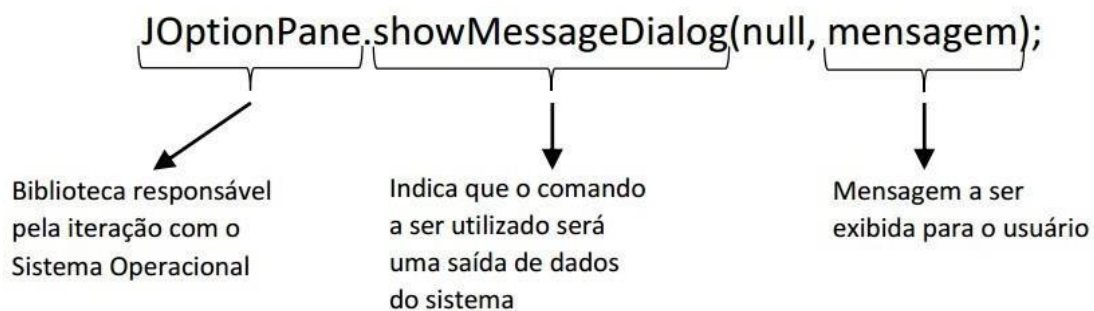 JOptionPane.showMessageDialog(null, mensagem);
Biblioteca responsável
pela iteração com o
Sistema Operacional
Indica que o comando
a ser utilizado será
uma saída de dados
do sistema
Mensagem a ser
exibida para o usuário